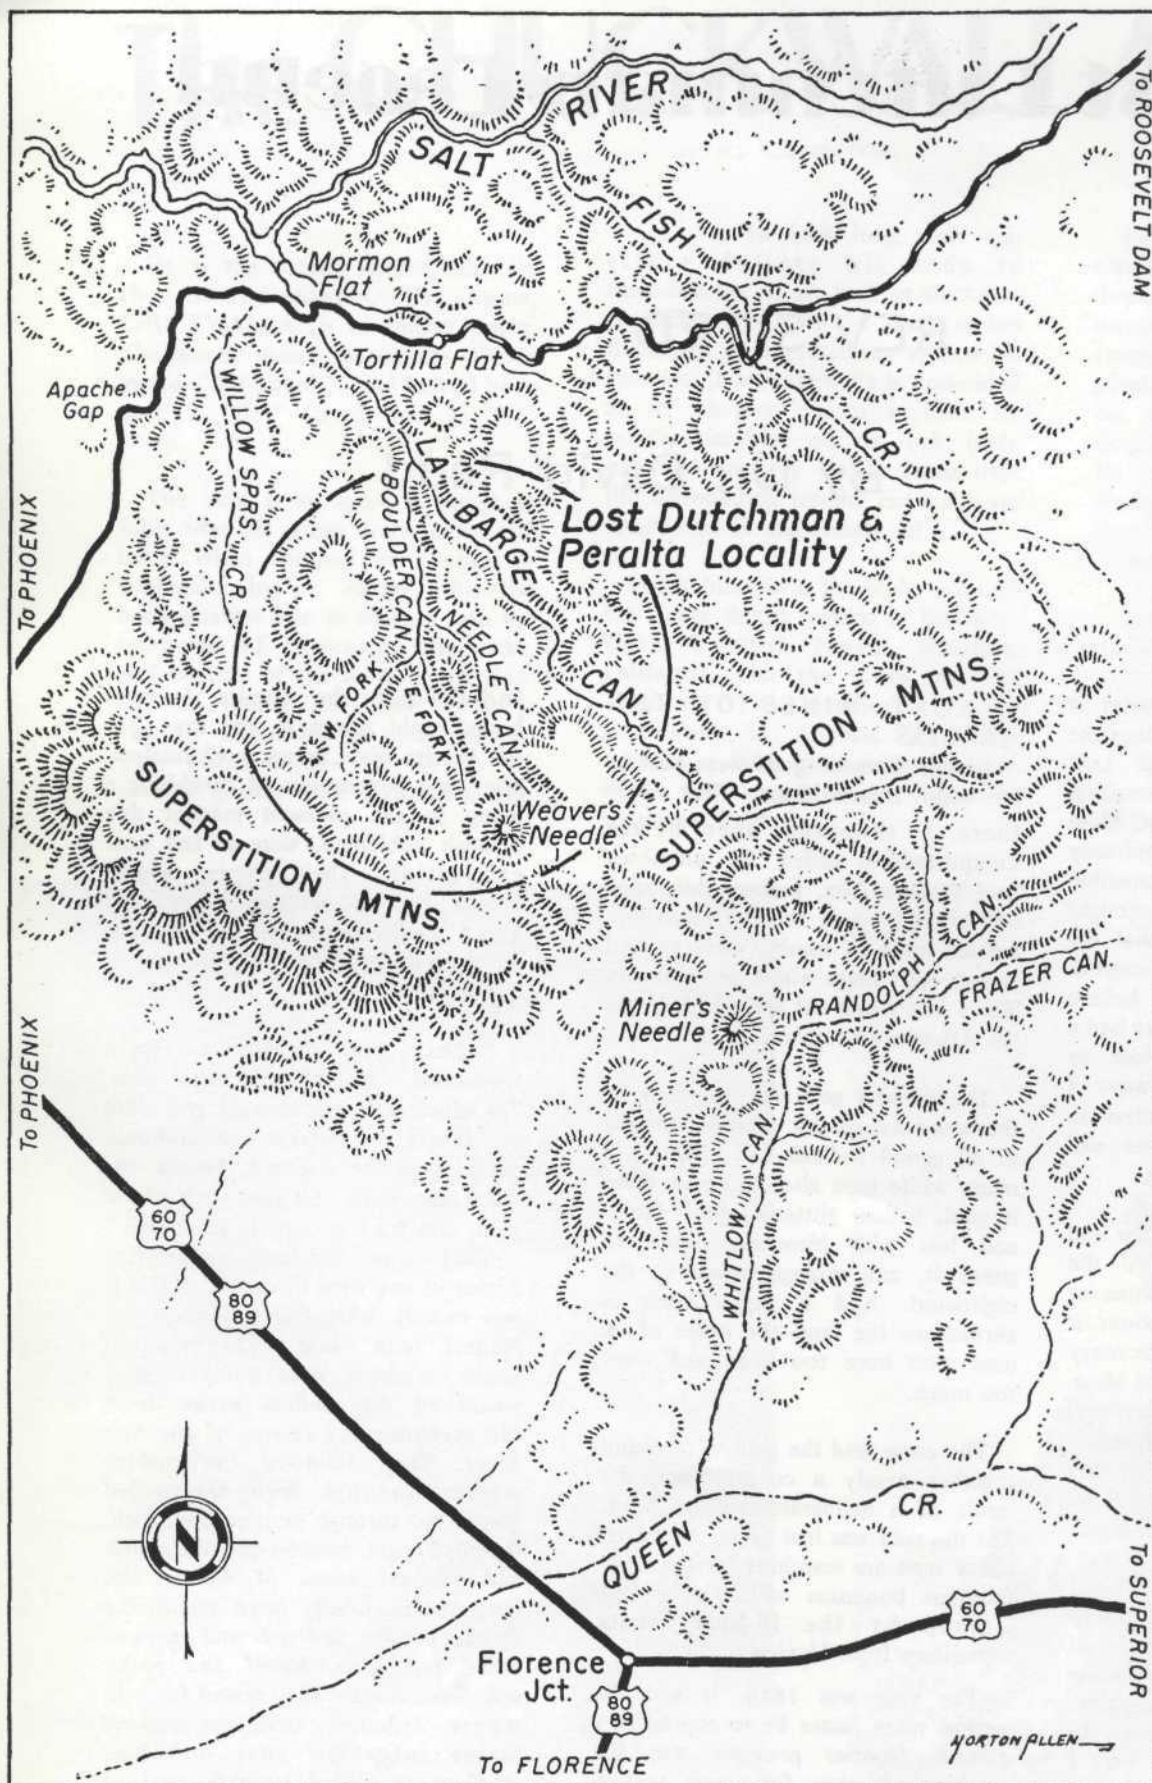 To ROOSEVELT DAM
SALT RIVER
FISH CR.
Mormon
Flat
Tortilla Flat
Apache
Gap
WILLOW SPRS CR.
To PHOENIX
LA BARGE CAN.
BOULDER CAN.
Lost Dutchman &
Peralta Locality
NEEDLE CAN.
W. FORK
E. FORK
SUPERSTITION MTNS
SUPERSTITION MTNS.
Weaver's
Needle
RANDOLPH CAN.
FRAZER CAN.
Miner's
Needle
To PHOENIX
WHITLOW CAN.
60
70
80
89
N
QUEEN CR.
60
70
To SUPERIOR
Florence
Jct.
80
89
To FLORENCE
NORTON ALLEN